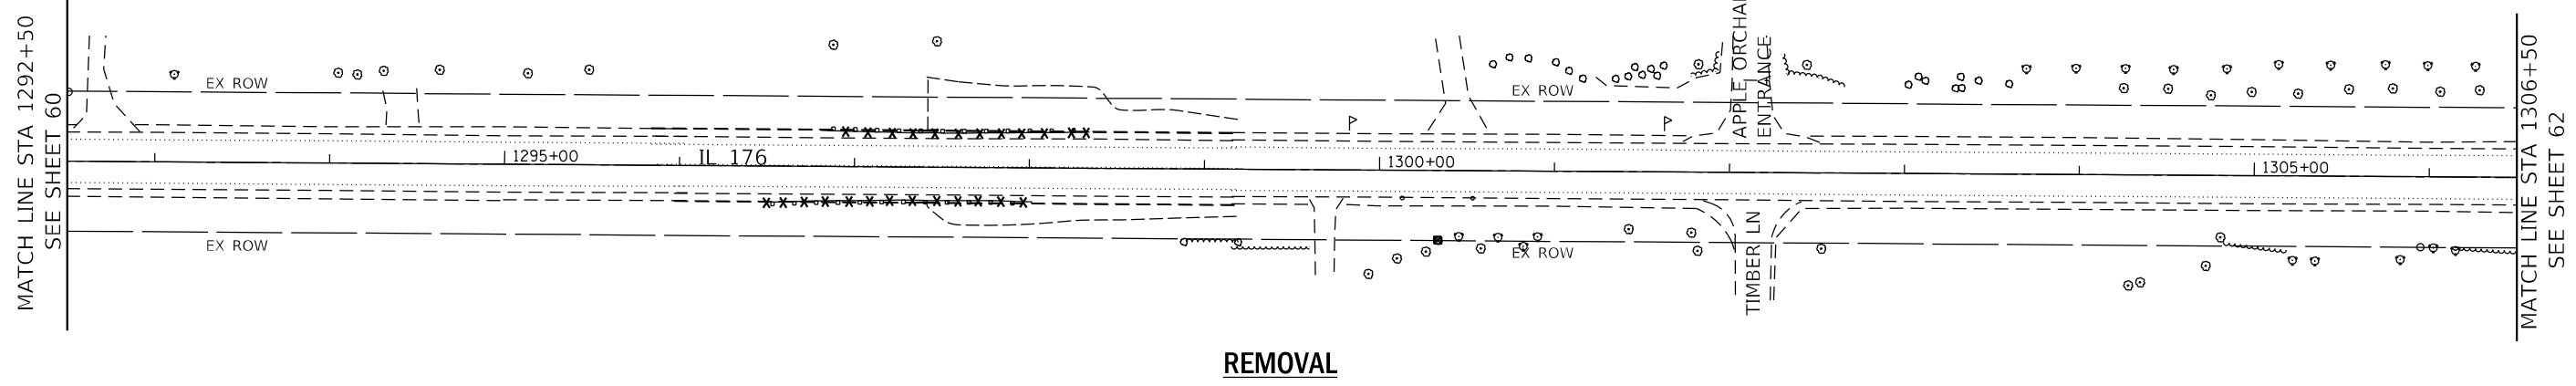 MATCH LINE STA 1292+50
SEE SHEET 60
EX ROW
EX ROW
1295+00
IL 176
1300+00
EX ROW
EX ROW
ENTRANCE
TIMBER LN
1305+00
MATCH LINE STA 1306+50
SEE SHEET 62
APPLE
REMOVAL